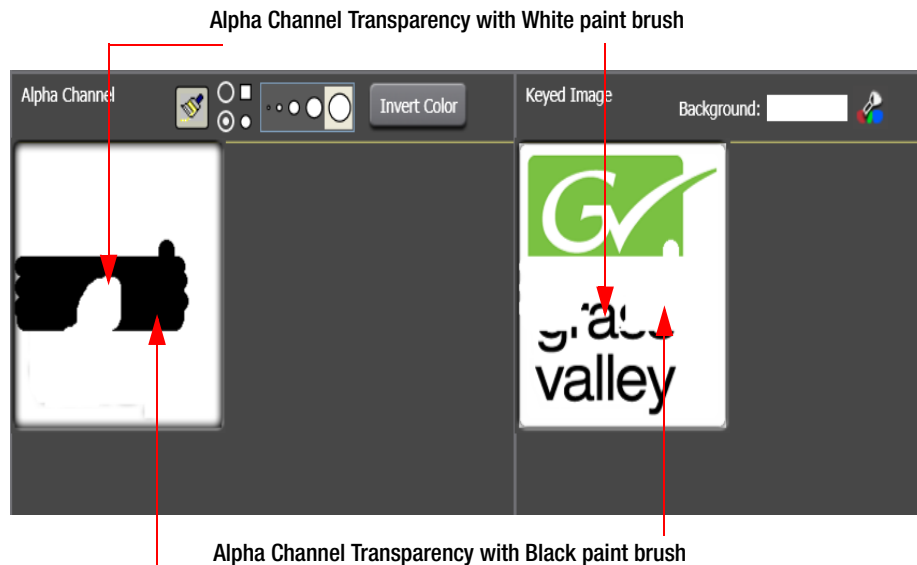 Alpha Channel Transparency with White paint brush
Alpha Channel
Invert Color
Keyed Image
Background:
valley
Alpha Channel Transparency with Black paint brush